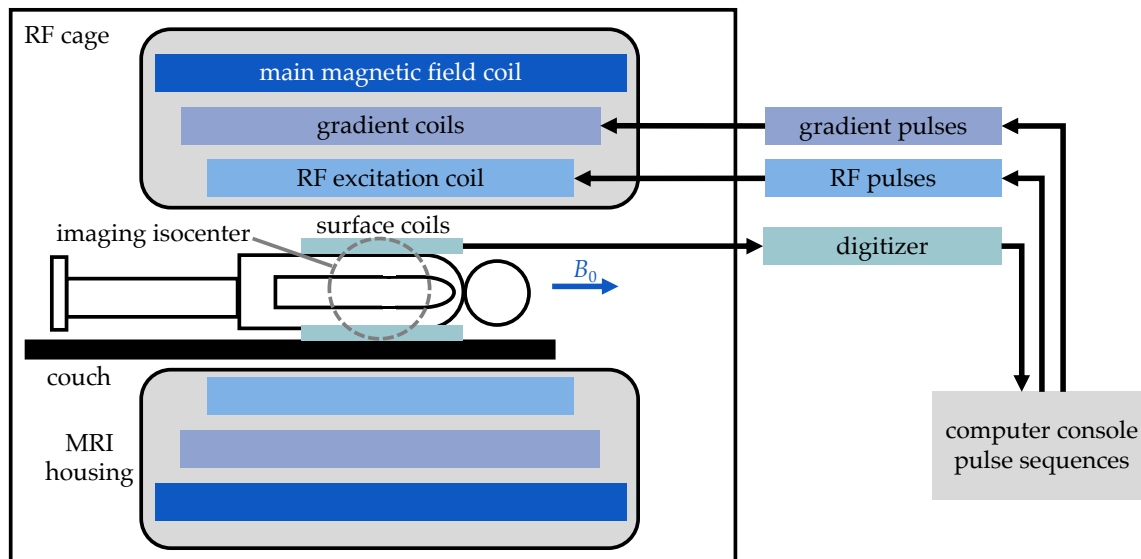 RF cage
main magnetic field coil
gradient coils
gradient pulses
RF excitation coil
RF pulses
surface coils
imaging isocenter
digitizer
B₀
couch
MRI
housing
computer console
pulse sequences